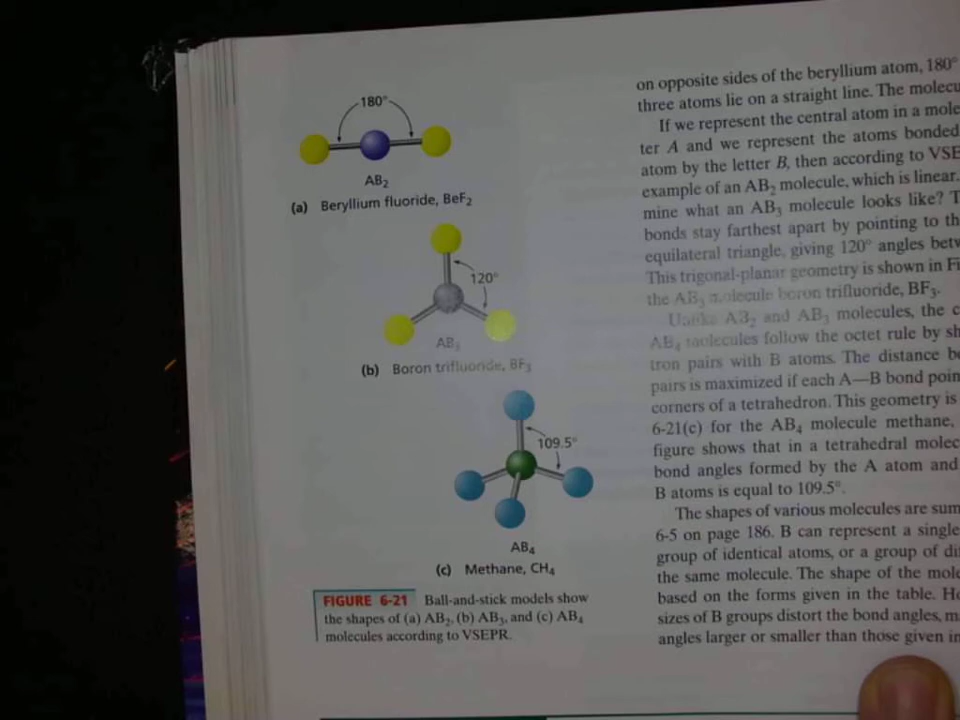 180°
AB₂
(a) Beryllium fluoride, BeF₂
120°
AB₃
(b) Boron trifluoride, BF₃
109.5°
AB₄
(c) Methane, CH₄
FIGURE 6-21 Ball-and-stick models show
the shapes of (a) AB₂, (b) AB₃, and (c) AB₄
molecules according to VSEPR.
on opposite sides of the beryllium atom, 180°
three atoms lie on a straight line. The molecu
If we represent the central atom in a mole
ter A and we represent the atoms bonded
atom by the letter B, then according to VSE
example of an AB₂ molecule, which is linear.
mine what an AB₃ molecule looks like? T
bonds stay farthest apart by pointing to th
equilateral triangle, giving 120° angles betw
This trigonal-planar geometry is shown in Fi
the AB₃ molecule boron trifluoride, BF₃.
Unlike AB₂ and AB₃ molecules, the c
AB₄ molecules follow the octet rule by sh
tron pairs with B atoms. The distance be
pairs is maximized if each A—B bond poin
corners of a tetrahedron. This geometry is
6-21(c) for the AB₄ molecule methane,
figure shows that in a tetrahedral molec
bond angles formed by the A atom and
B atoms is equal to 109.5°.
The shapes of various molecules are sum
6-5 on page 186. B can represent a single
group of identical atoms, or a group of di
the same molecule. The shape of the mole
based on the forms given in the table. Ho
sizes of B groups distort the bond angles, m
angles larger or smaller than those given in